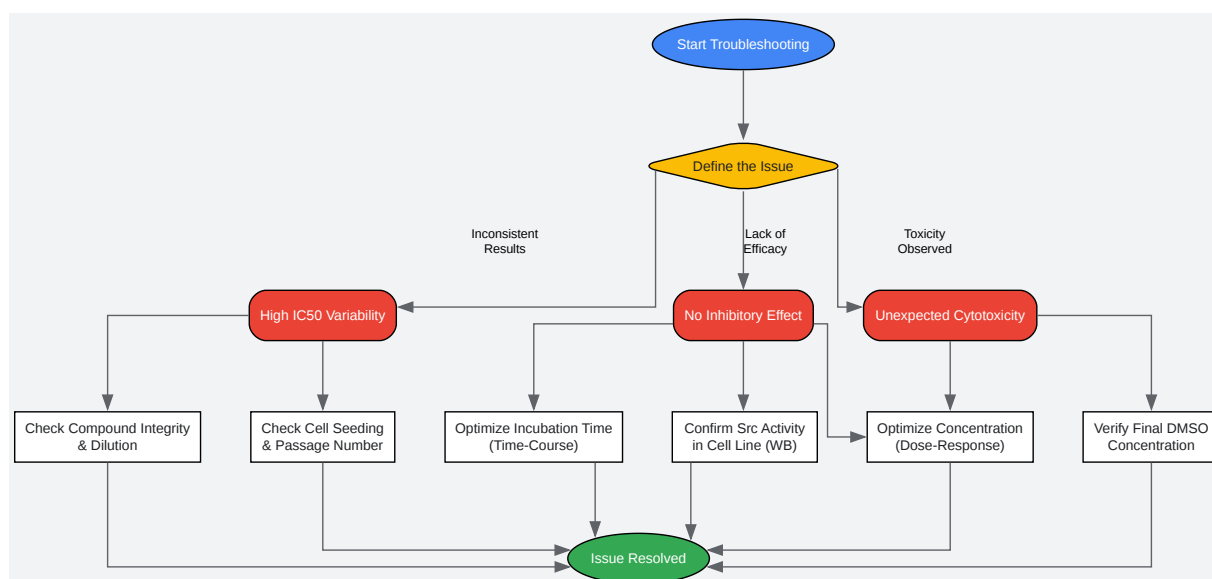 Start Troubleshooting
Define the Issue
Inconsistent
Results
Lack of
Efficacy
Toxicity
Observed
High IC50 Variability
No Inhibitory Effect
Unexpected Cytotoxicity
Check Compound Integrity
& Dilution
Check Cell Seeding
& Passage Number
Optimize Incubation Time
(Time-Course)
Confirm Src Activity
in Cell Line (WB)
Optimize Concentration
(Dose-Response)
Verify Final DMSO
Concentration
Issue Resolved